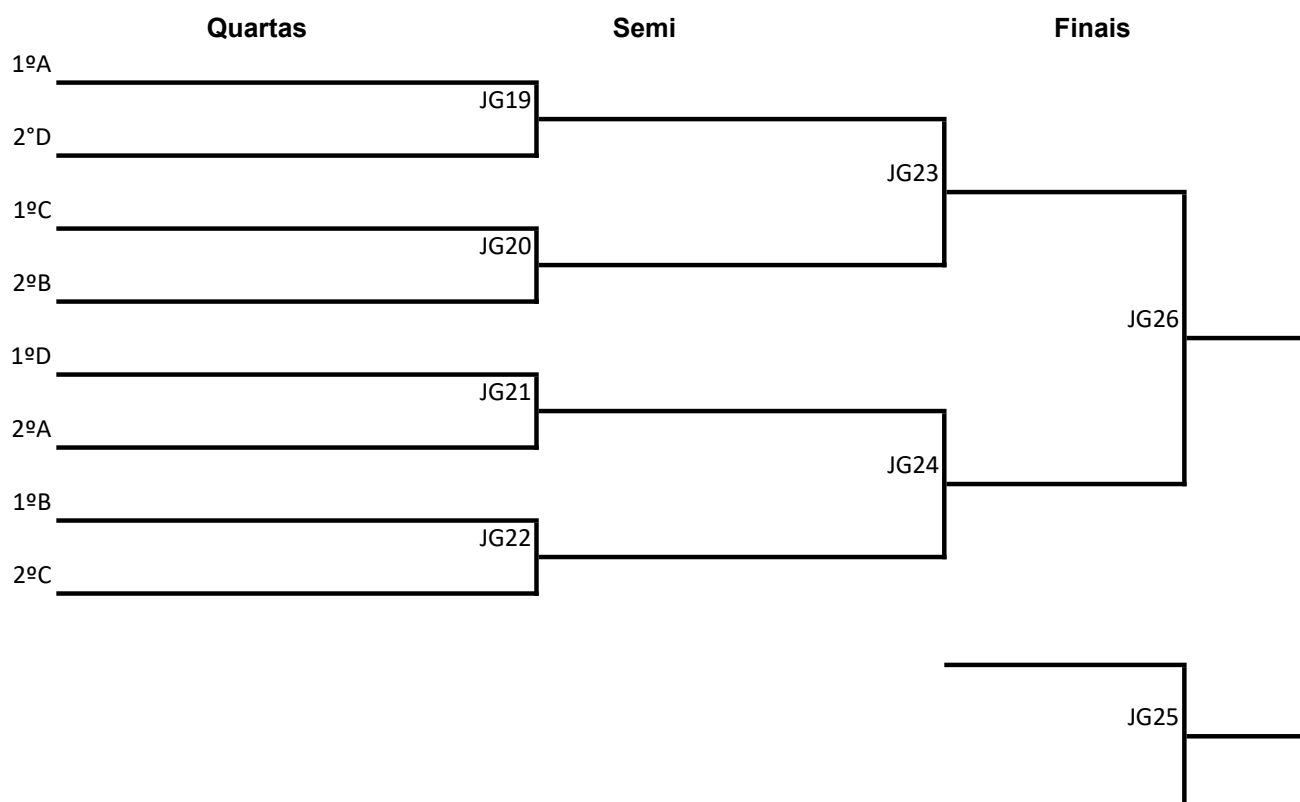 Quartas Semi Finais
1ºA
JG19
2°D
JG23
1ºC
JG20
2ºB
JG26
1ºD
JG21
2ºA
JG24
1ºB
JG22
2ºC
JG25